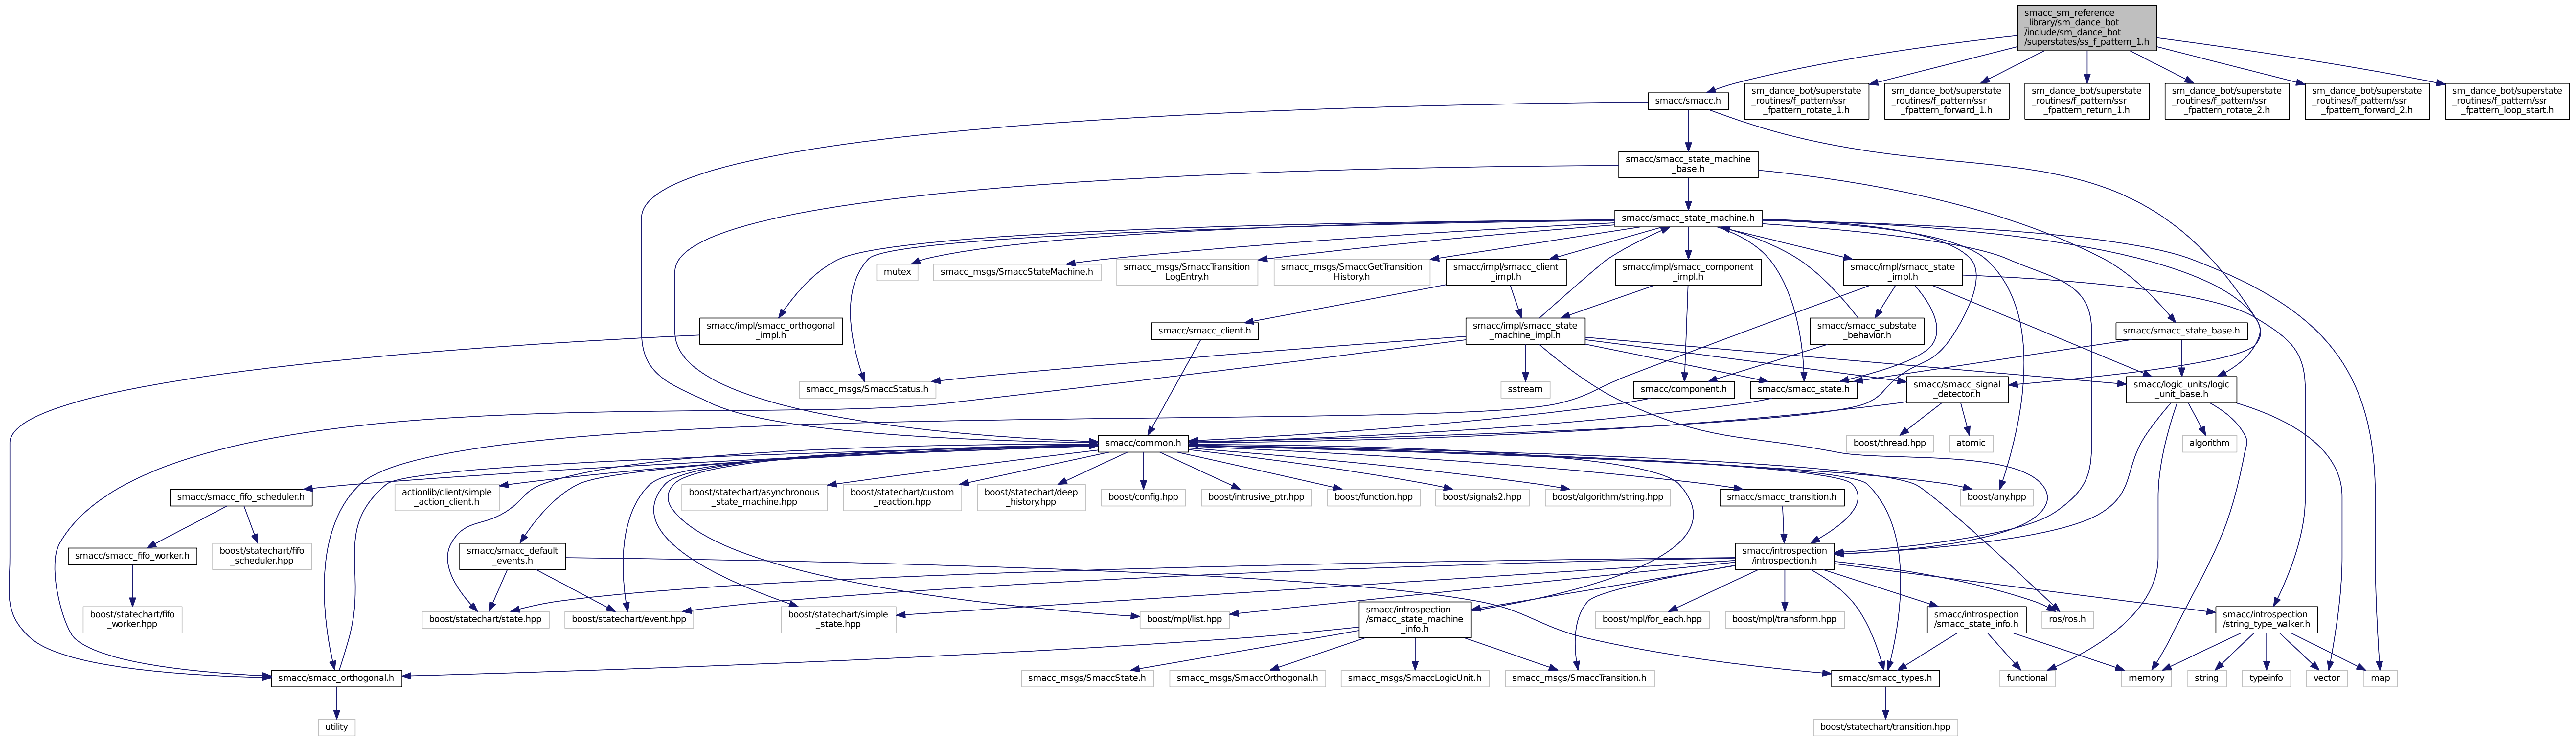 smacc_sm_reference
_library/sm_dance_bot
/include/sm_dance_bot
/superstates/ss_f_pattern_1.h
smacc/smacc.h
sm_dance_bot/superstate
_routines/f_pattern/ssr
_fpattern_rotate_1.h
sm_dance_bot/superstate
_routines/f_pattern/ssr
_fpattern_forward_1.h
sm_dance_bot/superstate
_routines/f_pattern/ssr
_fpattern_return_1.h
sm_dance_bot/superstate
_routines/f_pattern/ssr
_fpattern_rotate_2.h
sm_dance_bot/superstate
_routines/f_pattern/ssr
_fpattern_forward_2.h
sm_dance_bot/superstate
_routines/f_pattern/ssr
_fpattern_loop_start.h
smacc/smacc_state_machine
_base.h
smacc/smacc_state_machine.h
mutex
smacc_msgs/SmaccStateMachine.h
smacc_msgs/SmaccTransition
LogEntry.h
smacc_msgs/SmaccGetTransition
History.h
smacc/impl/smacc_client
_impl.h
smacc/impl/smacc_component
_impl.h
smacc/impl/smacc_state
_impl.h
smacc/impl/smacc_orthogonal
_impl.h
smacc/smacc_client.h
smacc/impl/smacc_state
_machine_impl.h
smacc/smacc_substate
_behavior.h
smacc/smacc_state_base.h
smacc_msgs/SmaccStatus.h
sstream
smacc/component.h
smacc/smacc_state.h
smacc/smacc_signal
_detector.h
smacc/logic_units/logic
_unit_base.h
smacc/common.h
boost/thread.hpp
atomic
algorithm
smacc/smacc_fifo_scheduler.h
actionlib/client/simple
_action_client.h
boost/statechart/asynchronous
_state_machine.hpp
boost/statechart/custom
_reaction.hpp
boost/statechart/deep
_history.hpp
boost/config.hpp
boost/intrusive_ptr.hpp
boost/function.hpp
boost/signals2.hpp
boost/algorithm/string.hpp
smacc/smacc_transition.h
boost/any.hpp
smacc/smacc_fifo_worker.h
boost/statechart/fifo
_scheduler.hpp
smacc/smacc_default
_events.h
smacc/introspection
/introspection.h
boost/statechart/fifo
_worker.hpp
boost/statechart/state.hpp
boost/statechart/event.hpp
boost/statechart/simple
_state.hpp
boost/mpl/list.hpp
smacc/introspection
/smacc_state_machine
_info.h
boost/mpl/for_each.hpp
boost/mpl/transform.hpp
smacc/introspection
/smacc_state_info.h
ros/ros.h
smacc/introspection
/string_type_walker.h
smacc/smacc_orthogonal.h
smacc_msgs/SmaccState.h
smacc_msgs/SmaccOrthogonal.h
smacc_msgs/SmaccLogicUnit.h
smacc_msgs/SmaccTransition.h
smacc/smacc_types.h
functional
memory
string
typeinfo
vector
map
utility
boost/statechart/transition.hpp